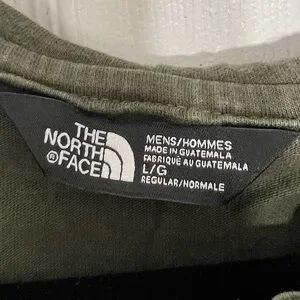 THE
NORTH
®FACE
MENS/HOMMES
MADE IN GUATEMALA
FABRIQUÉ AU GUATEMALA
L/G
REGULAR/NORMALE